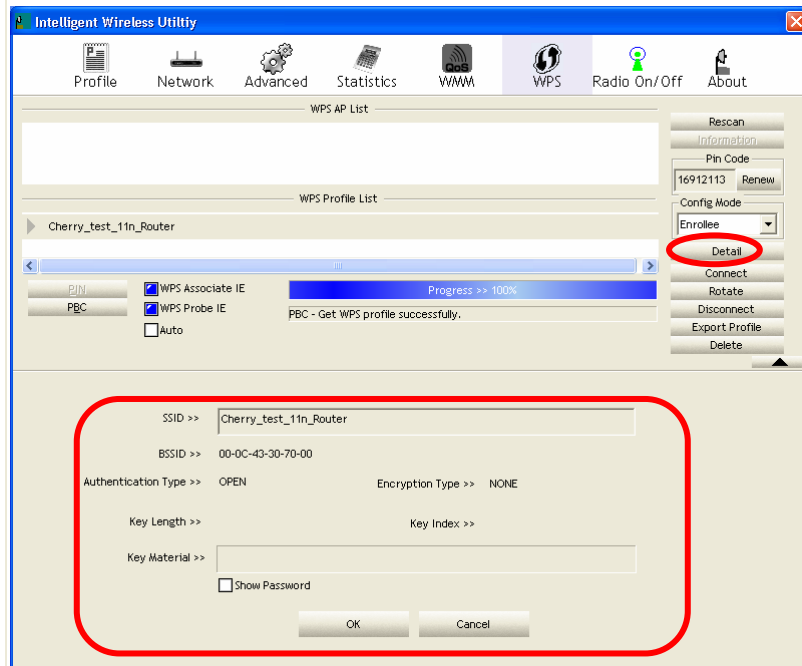 Intelligent Wireless Utiltiy
Profile Network Advanced Statistics QoS WMM WPS Radio On/Off About
WPS AP List
Rescan
Information
Pin Code
16912113 Renew
WPS Profile List
Config Mode
Cherry_test_11n_Router
Enrollee
Detail
Connect
PIN WPS Associate IE Progress >> 100% Rotate
PBC WPS Probe IE PBC - Get WPS profile successfully. Disconnect
Auto Export Profile
Delete
SSID >> Cherry_test_11n_Router
BSSID >> 00-0C-43-30-70-00
Authentication Type >> OPEN Encryption Type >> NONE
Key Length >> Key Index >>
Key Material >>
Show Password
OK Cancel